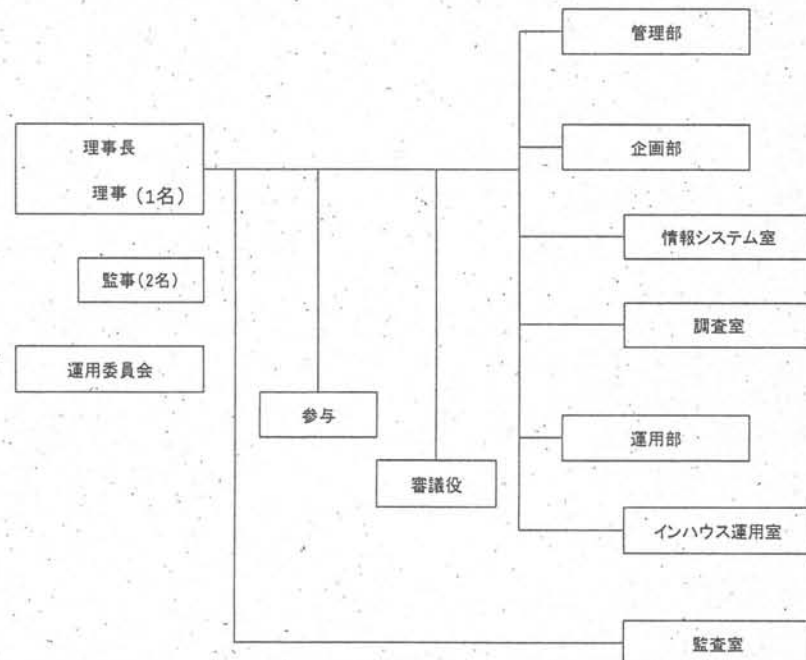 管理部
企画部
理事長
理事 (1名)
情報システム室
監事(2名)
調査室
運用委員会
参与
運用部
審議役
インハウス運用室
監査室